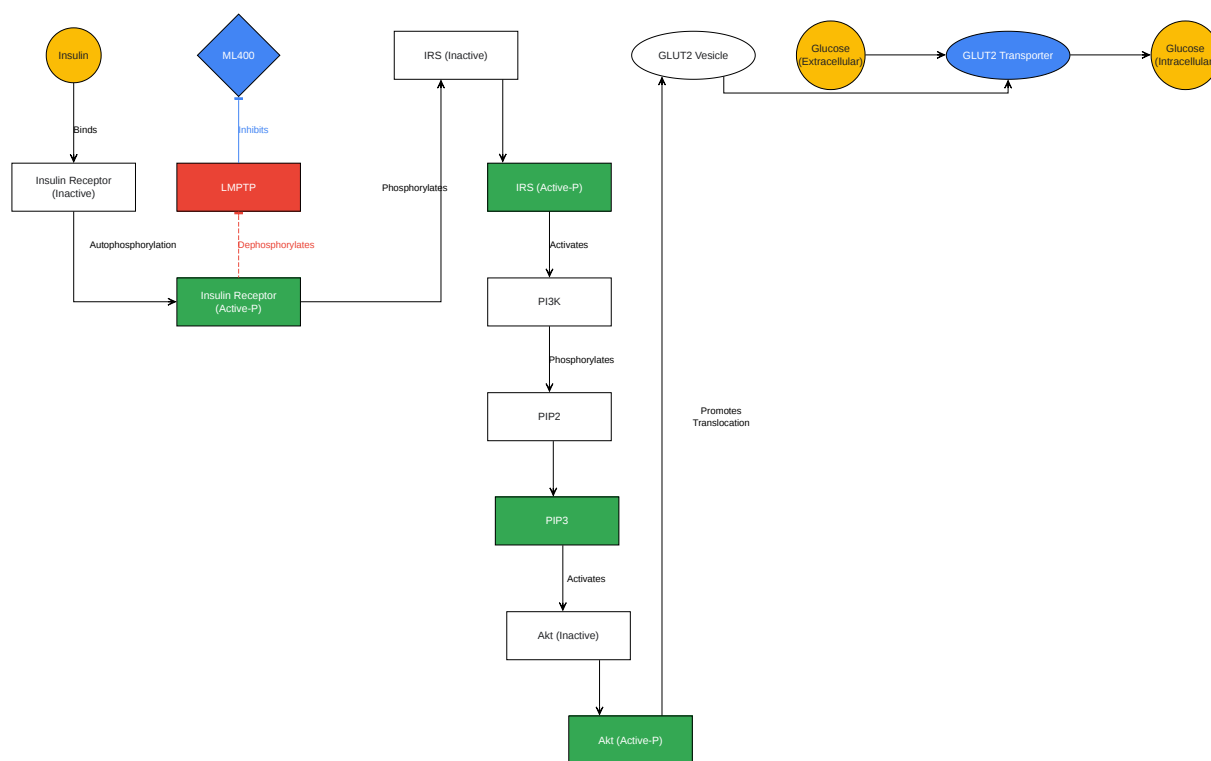 Insulin
ML400
IRS (Inactive)
GLUT2 Vesicle
Glucose
(Extracellular)
GLUT2 Transporter
Glucose
(Intracellular
Binds
Inhibits
Insulin Receptor
(Inactive)
LMPTP
Phosphorylates
IRS (Active-P)
Autophosphorylation
Dephosphorylates
Activates
Insulin Receptor
(Active-P)
PI3K
Phosphorylates
PIP2
Promotes
Translocation
PIP3
Activates
Akt (Inactive)
Akt (Active-P)